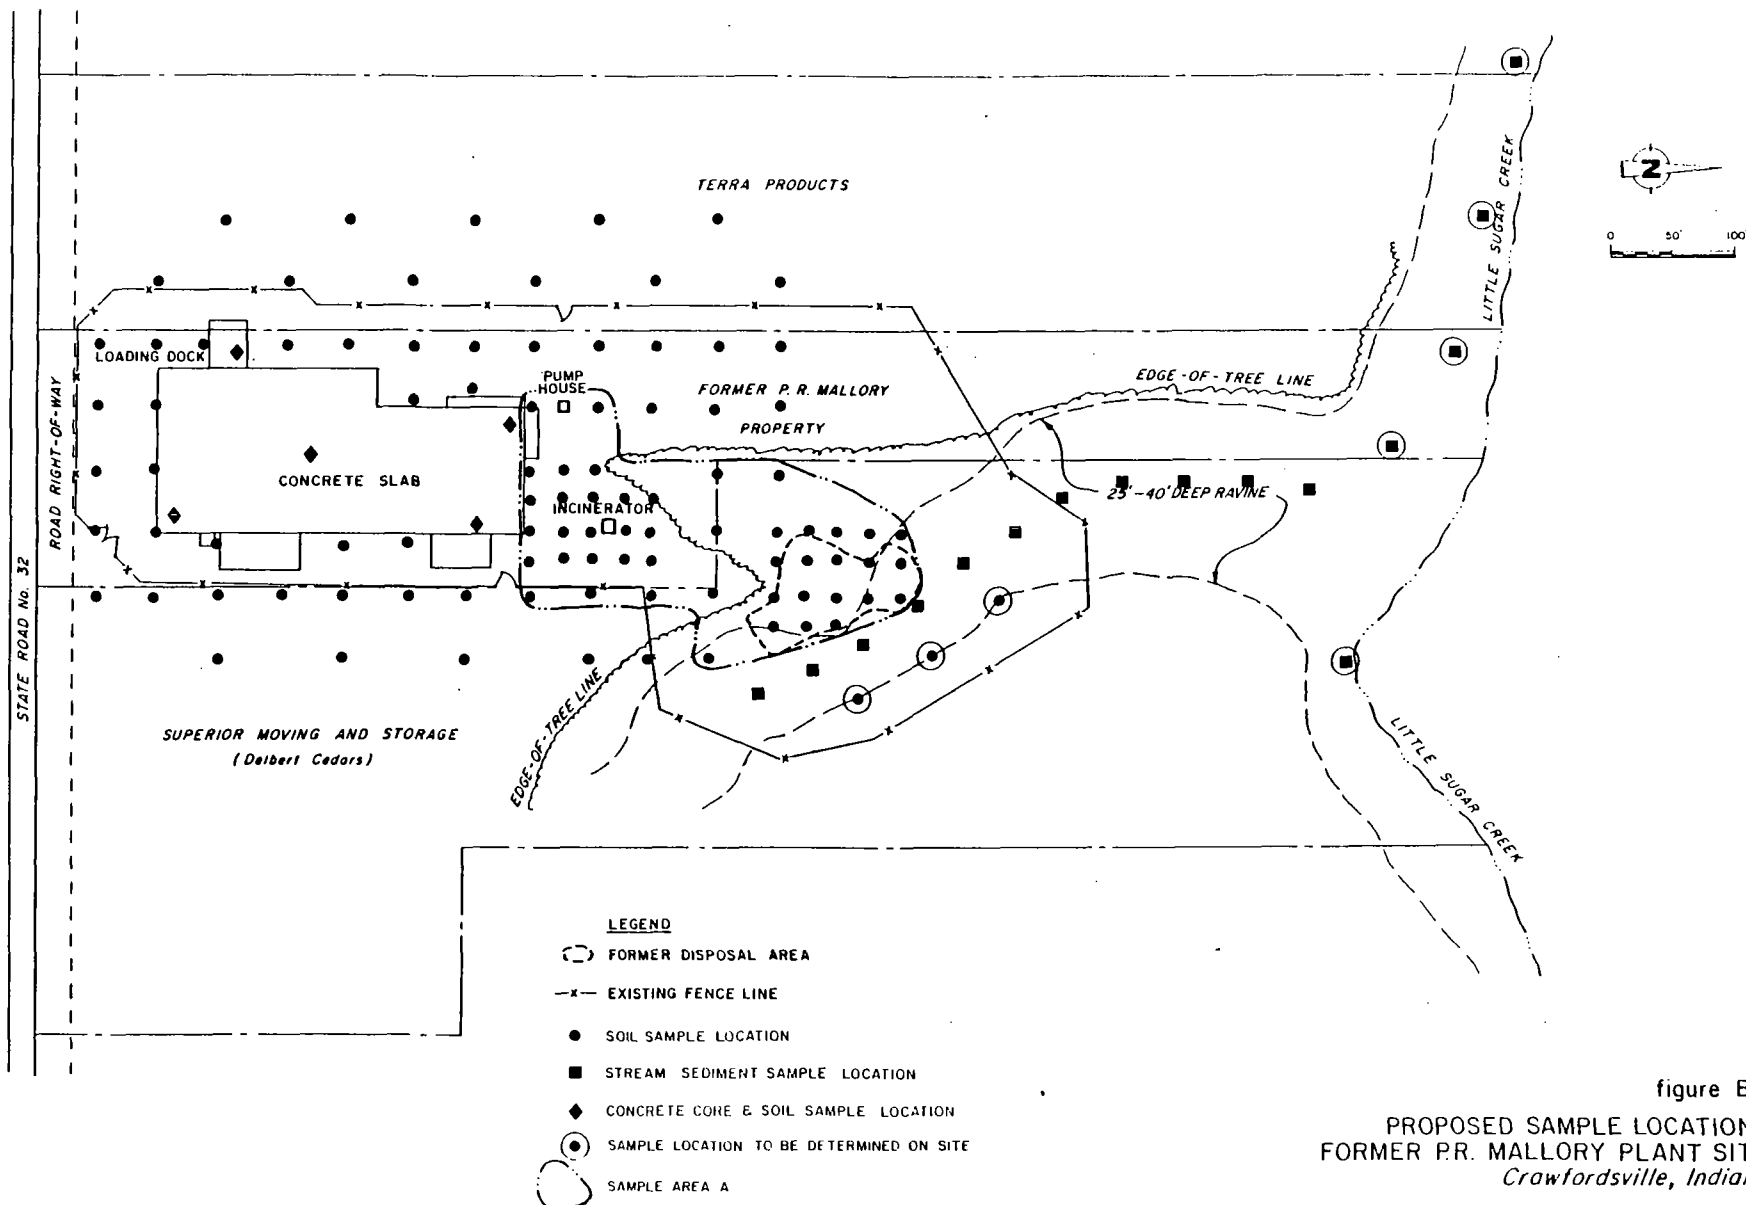 TERRA PRODUCTS
LITTLE SUGAR CREEK
N
0 50' 100
LOADING DOCK
PUMP
HOUSE
FORMER P. R. MALLORY
PROPERTY
EDGE-OF-TREE LINE
ROAD RIGHT-OF-WAY
STATE ROAD No. 32
CONCRETE SLAB
INCINERATOR
25'-40' DEEP RAVINE
SUPERIOR MOVING AND STORAGE
(Delbert Cedars)
EDGE-OF-TREE LINE
LITTLE SUGAR CREEK
LEGEND
FORMER DISPOSAL AREA
-x- EXISTING FENCE LINE
SOIL SAMPLE LOCATION
STREAM SEDIMENT SAMPLE LOCATION
CONCRETE CORE & SOIL SAMPLE LOCATION
SAMPLE LOCATION TO BE DETERMINED ON SITE
SAMPLE AREA A
figure E
PROPOSED SAMPLE LOCATION
FORMER P.R. MALLORY PLANT SIT
Crawfordsville, Indian